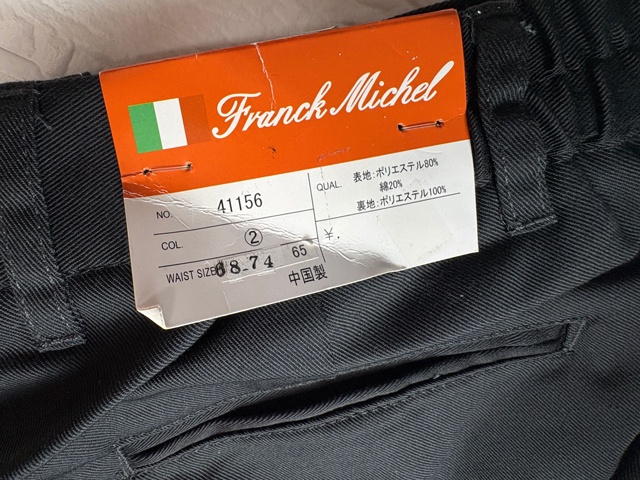 Franck Michel
NO. 41156
COL. ②
WAIST SIZE 68-74 65
中国製
QUAL. 表地:ポリエステル80%
綿20%
裏地:ポリエステル100%
¥.